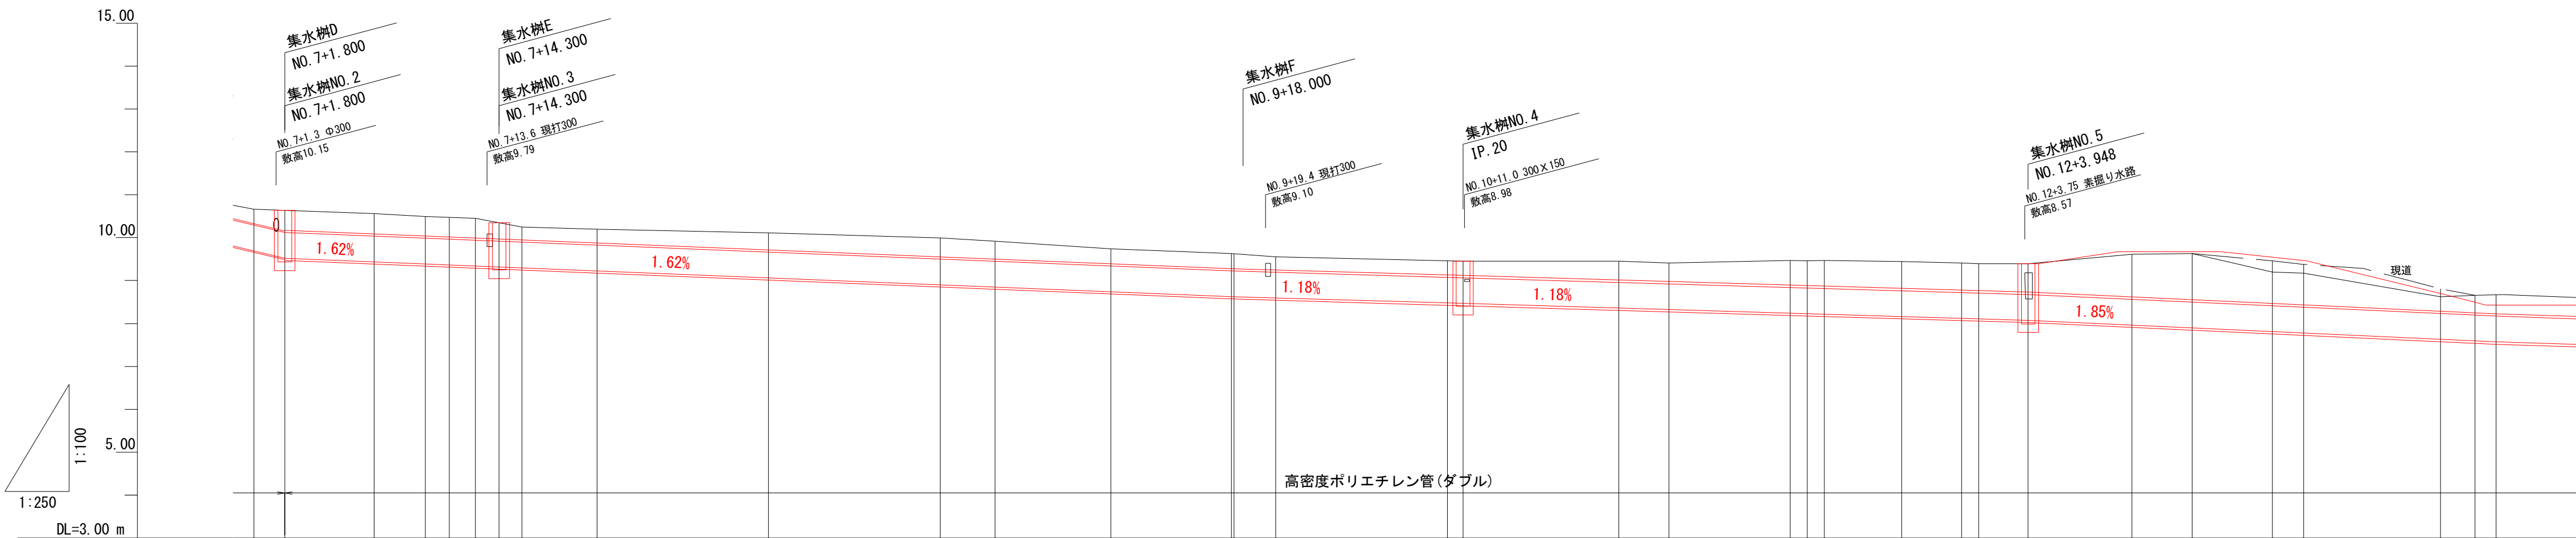 15.00
10.00
5.00
DL=3.00 m
1:100
1:250
集水桝D
NO.7+1.800
集水桝NO.2
NO.7+1.800
NO.7+1.3 Φ300
敷高10.15
集水桝E
NO.7+14.300
集水桝NO.3
NO.7+14.300
NO.7+13.6 現打300
敷高9.79
集水桝F
NO.9+18.000
NO.9+19.4 現打300
敷高9.10
集水桝NO.4
IP.20
NO.10+11.0 300×150
敷高8.98
集水桝NO.5
NO.12+3.948
NO.12+3.75 素掘り水路
敷高8.57
1.62%
1.62%
1.18%
1.18%
1.85%
現道
高密度ポリエチレン管(ダブル)